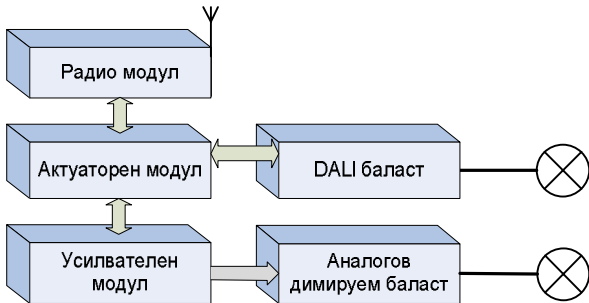 Радио модул
Актуаторен модул
DALI баласт
Усилвателен
модул
Аналогов
димируем баласт